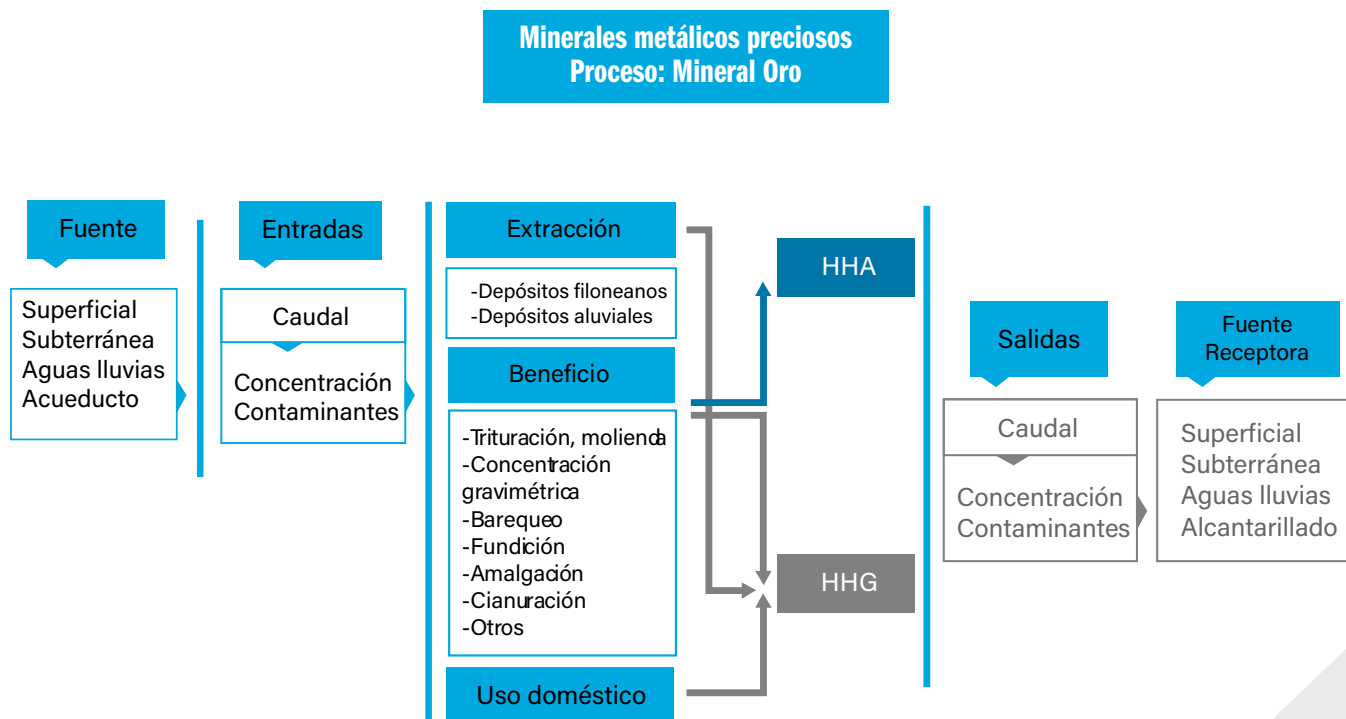 Minerales metálicos preciosos
Proceso: Mineral Oro
Fuente
Superficial
Subterránea
Aguas lluvias
Acueducto
Entradas
Caudal
Concentración
Contaminantes
Extracción
-Depósitos filoneanos
-Depósitos aluviales
Beneficio
-Trituración, molienda
-Concentración
gravimétrica
-Barequeo
-Fundición
-Amalgación
-Cianuración
-Otros
Uso doméstico
HHA
HHG
Salidas
Caudal
Concentración
Contaminantes
Fuente
Receptora
Superficial
Subterránea
Aguas lluvias
Alcantarillado